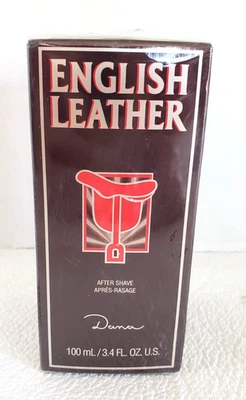 ENGLISH
LEATHER
AFTER SHAVE
APRÈS-RASAGE
Dana
100 mL / 3.4 FL. OZ. U.S.